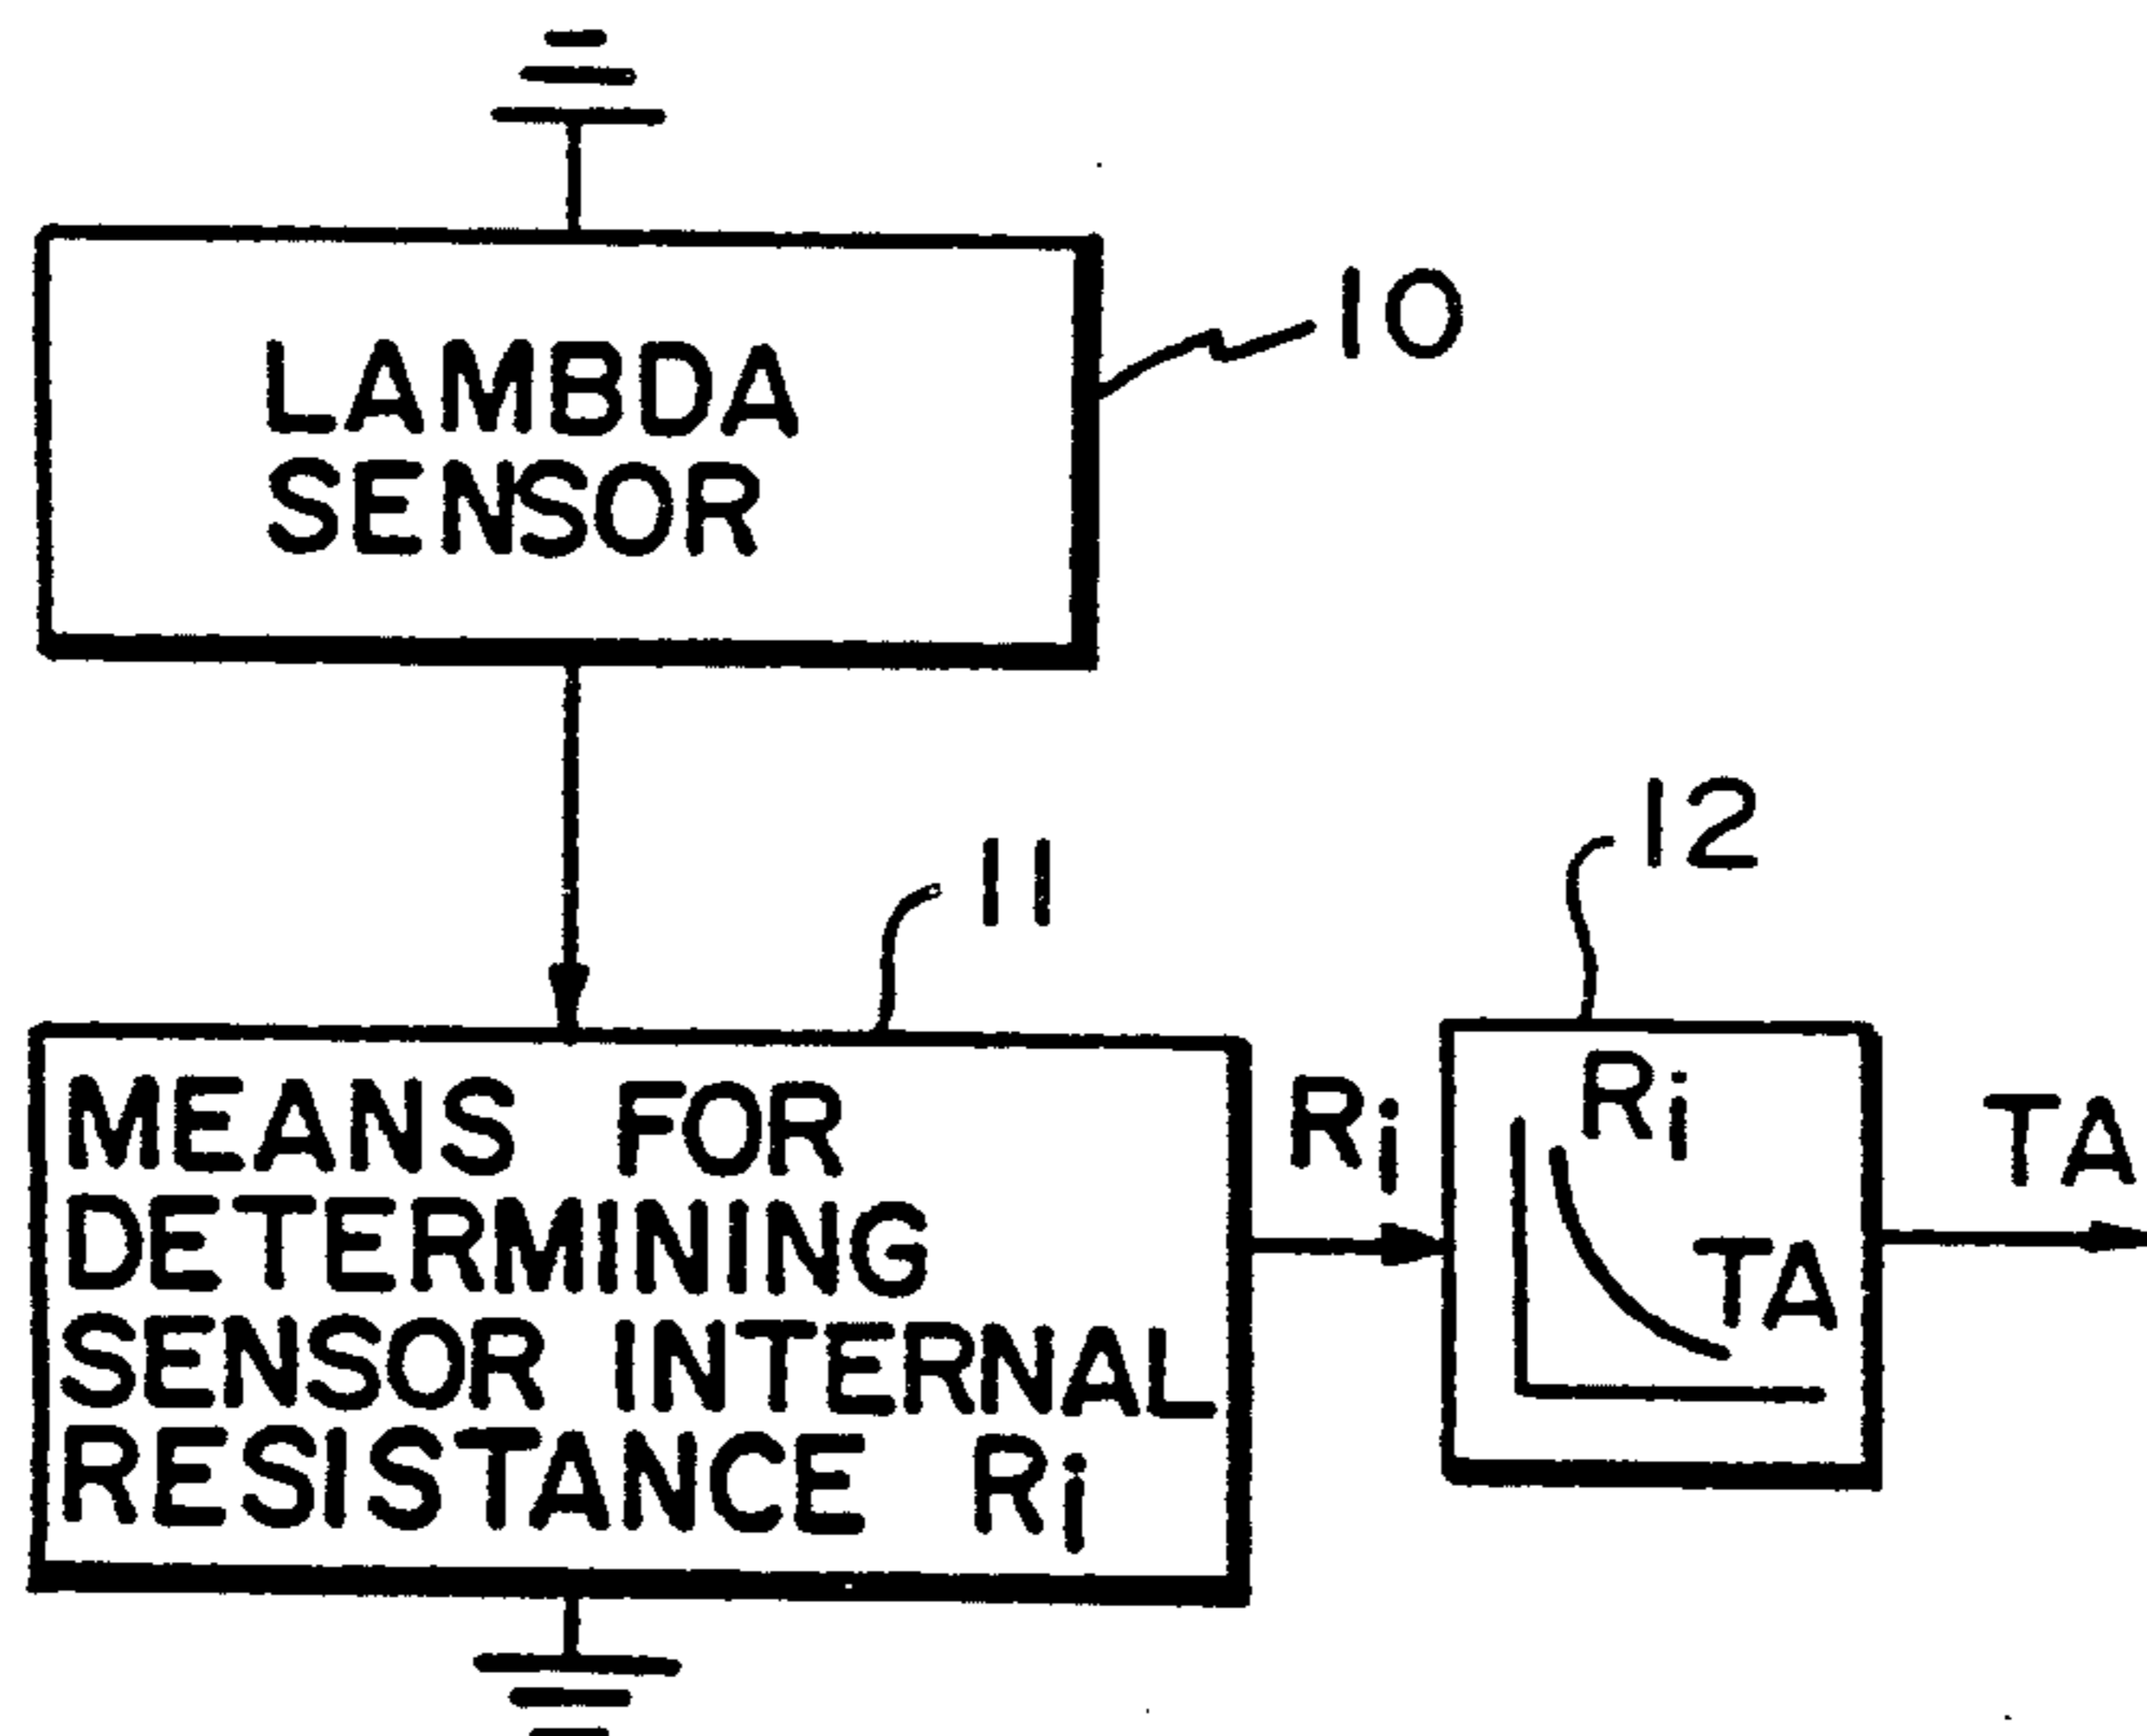 LAMBDA
SENSOR
10
11
12
MEANS FOR
DETERMINING
SENSOR INTERNAL
RESISTANCE Ri
Ri
Ri
TA
TA